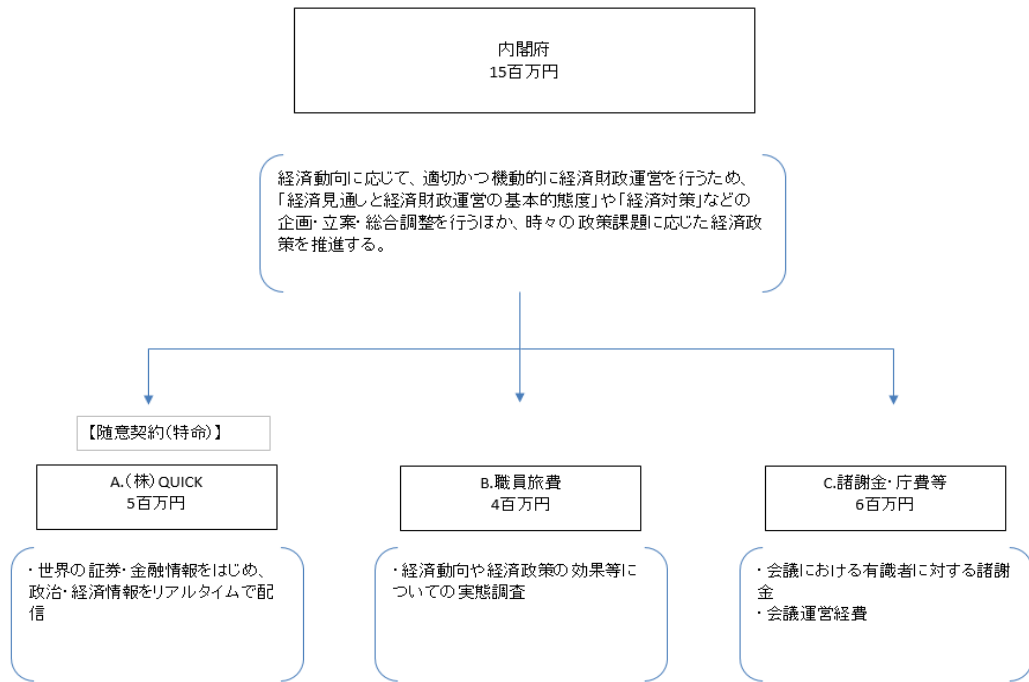 内閣府
15百万円
経済動向に応じて、適切かつ機動的に経済財政運営を行うため、
「経済見通しと経済財政運営の基本的態度」や「経済対策」などの
企画・立案・総合調整を行うほか、時々の政策課題に応じた経済政
策を推進する。
【随意契約(特命)】
A.(株)QUICK
5百万円
B.職員旅費
4百万円
C.諸謝金・庁費等
6百万円
・世界の証券・金融情報をはじめ、
政治・経済情報をリアルタイムで配
信
・経済動向や経済政策の効果等に
ついての実態調査
・会議における有識者に対する諸謝
金
・会議運営経費